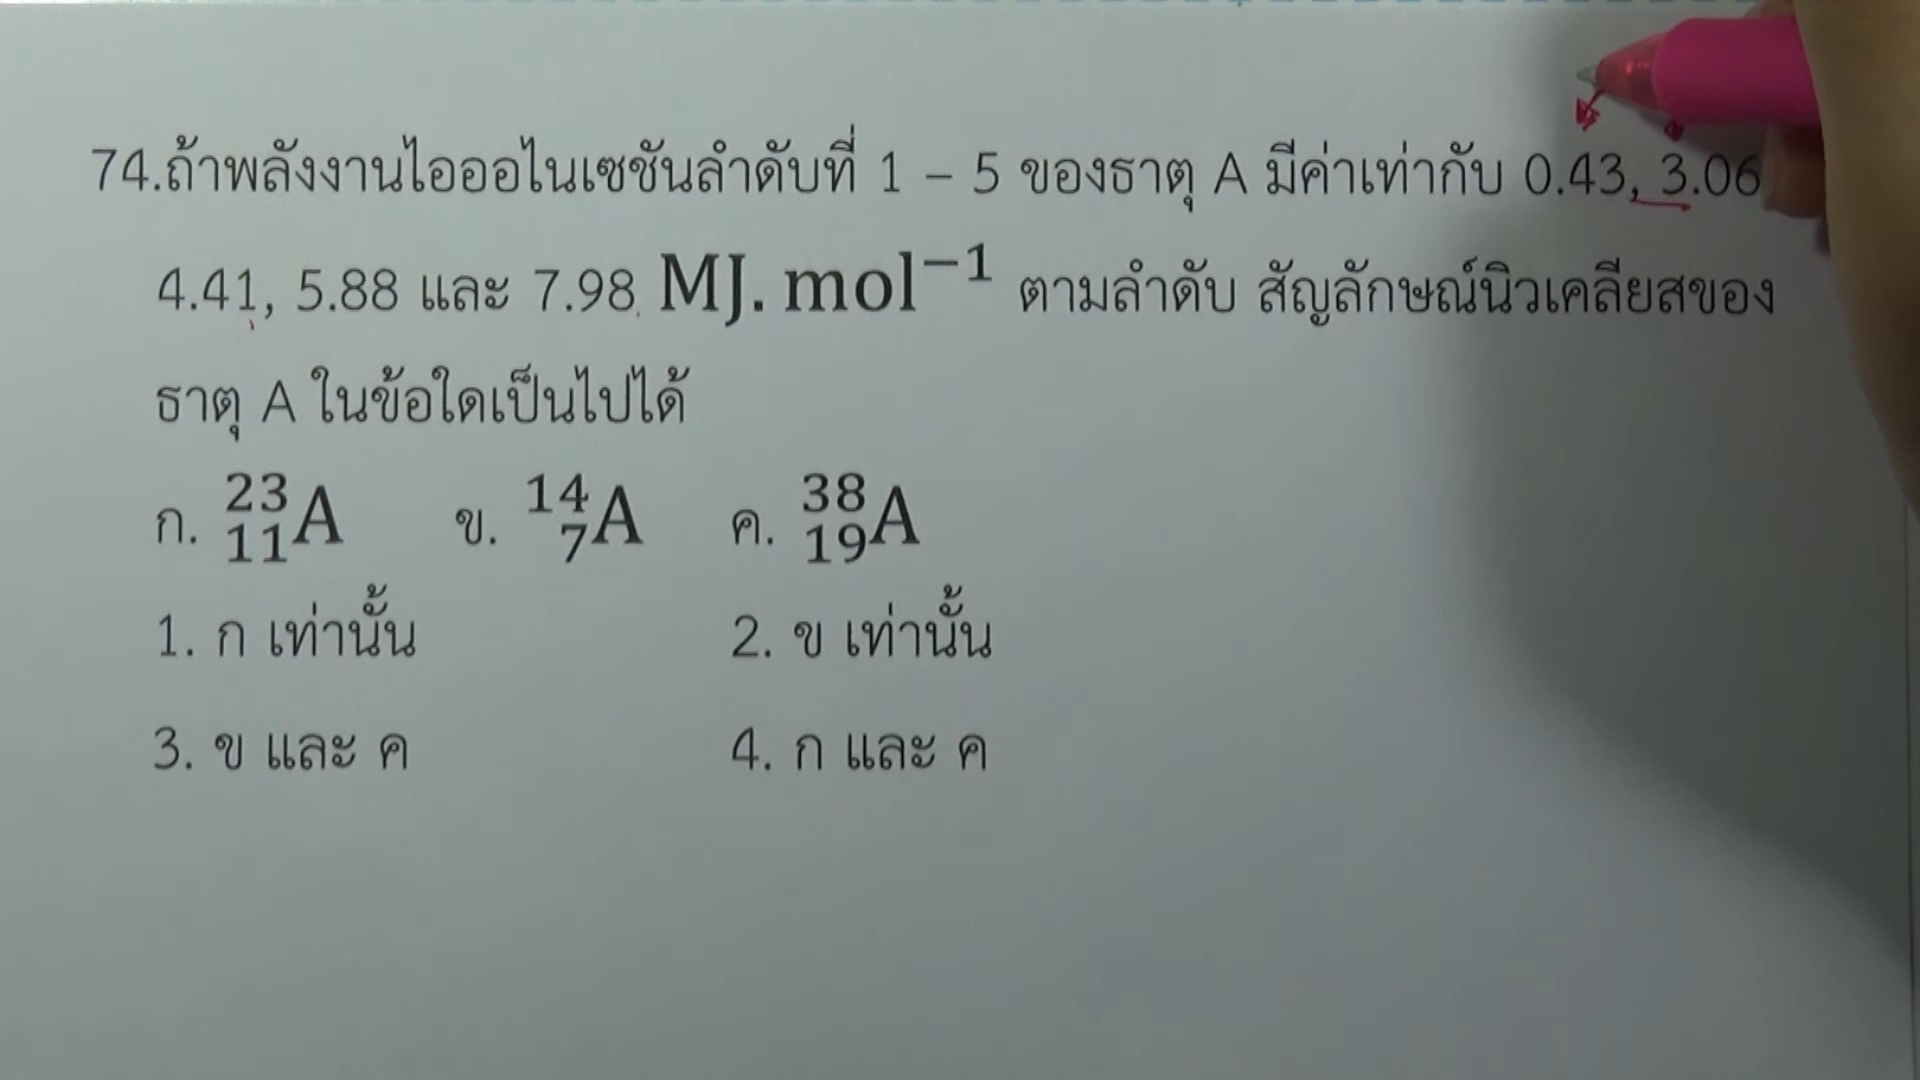 74.ถ้าพลังงานไอออไนเซชันลำดับที่ 1 – 5 ของธาตุ A มีค่าเท่ากับ 0.43, 3.06
4.41, 5.88 และ 7.98 MJ. mol⁻¹ ตามลำดับ สัญลักษณ์นิวเคลียสของ
ธาตุ A ในข้อใดเป็นไปได้
ก. ²³₁₁A ข. ¹⁴₇A ค. ³⁸₁₉A
1. ก เท่านั้น 2. ข เท่านั้น
3. ข และ ค 4. ก และ ค